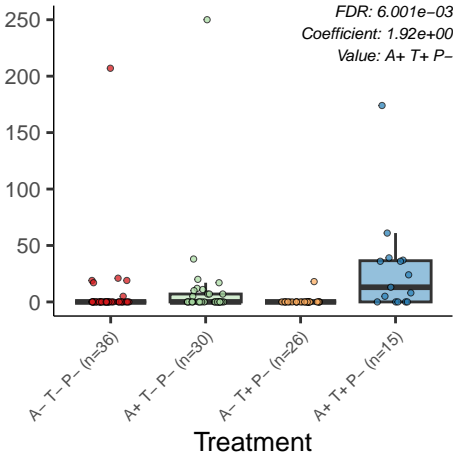 FDR: 6.001e−03
Coefficient: 1.92e+00
Value: A+ T+ P−
250
200
150
100
50
0
A− T− P− (n=36)
A+ T− P− (n=30)
A− T+ P− (n=26)
A+ T+ P− (n=15)
Treatment